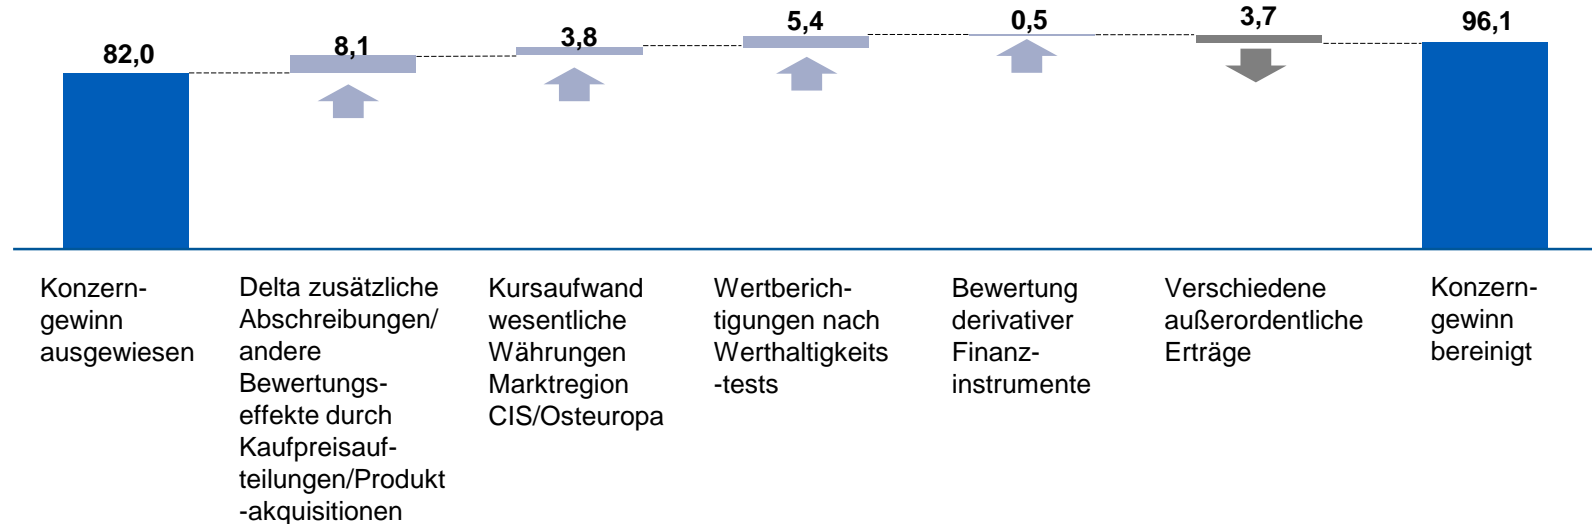 82,0
8,1
3,8
5,4
0,5
3,7
96,1
Konzern-
gewinn
ausgewiesen
Delta zusätzliche
Abschreibungen/
andere
Bewertungs-
effekte durch
Kaufpreisauf-
teilungen/Produkt
-akquisitionen
Kursaufwand
wesentliche
Währungen
Marktregion
CIS/Osteuropa
Wertberich-
tigungen nach
Werthaltigkeits
-tests
Bewertung
derivativer
Finanz-
instrumente
Verschiedene
außerordentliche
Erträge
Konzern-
gewinn
bereinigt